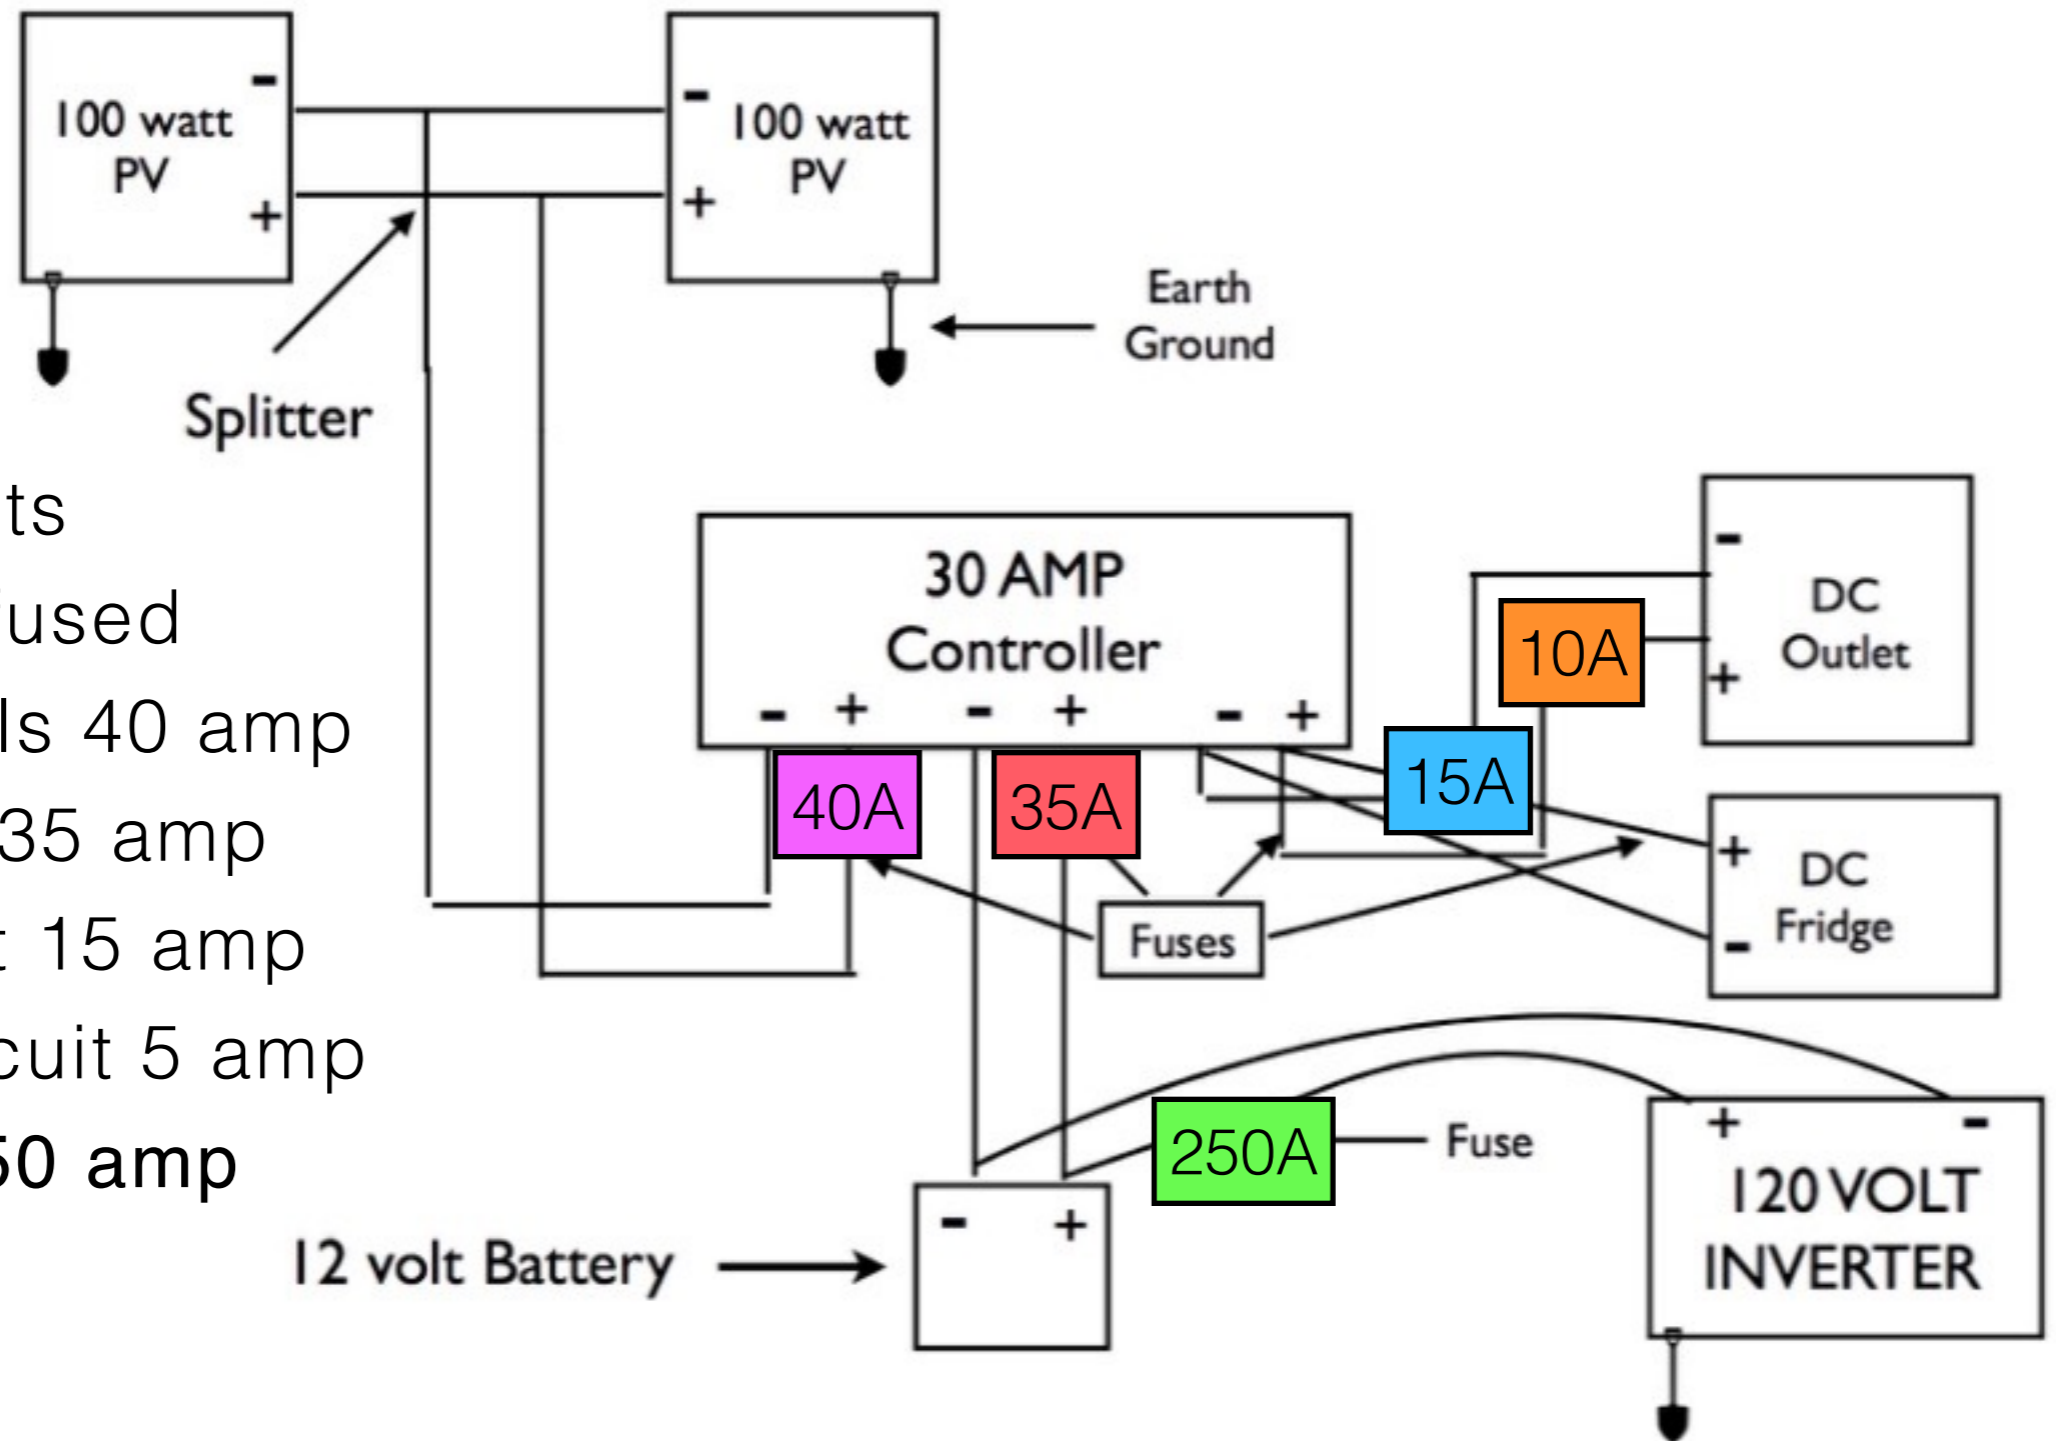 -
100 watt
PV
+
-
100 watt
PV
+
Earth
Ground
Splitter
ts
used
ls 40 amp
35 amp
t 15 amp
cuit 5 amp
50 amp
30 AMP
Controller
- + - + - +
40A
35A
15A
10A
-
DC
Outlet
+
+
DC
Fridge
-
Fuses
250A
Fuse
- +
12 volt Battery
+ -
120 VOLT
INVERTER